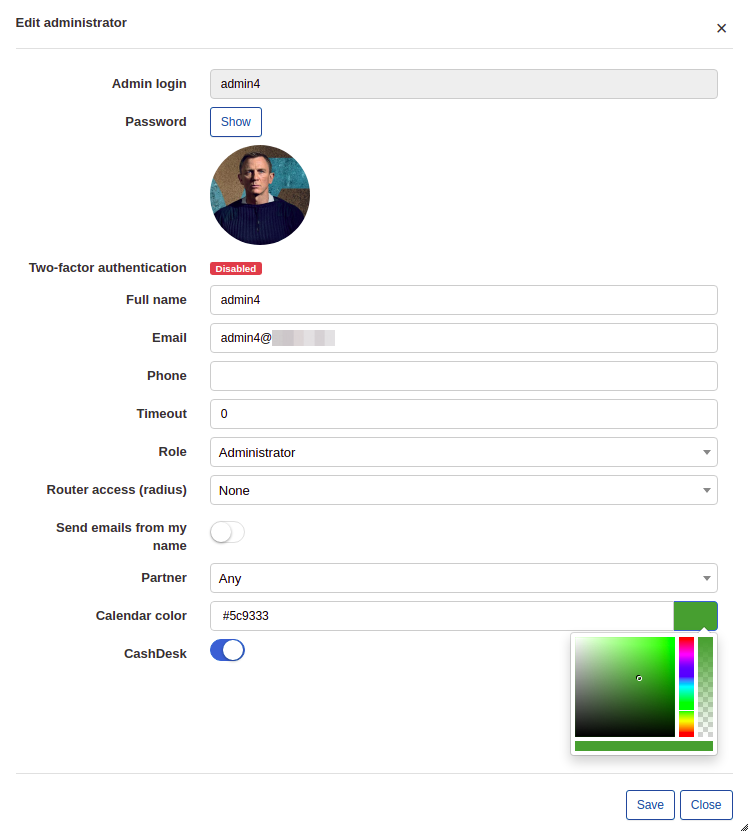 Edit administrator
×
Admin login
admin4
Password
Show
Two-factor authentication
Disabled
Full name
admin4
Email
admin4@
Phone
Timeout
0
Role
Administrator
Router access (radius)
None
Send emails from my
name
Partner
Any
Calendar color
#5c9333
CashDesk
Save
Close